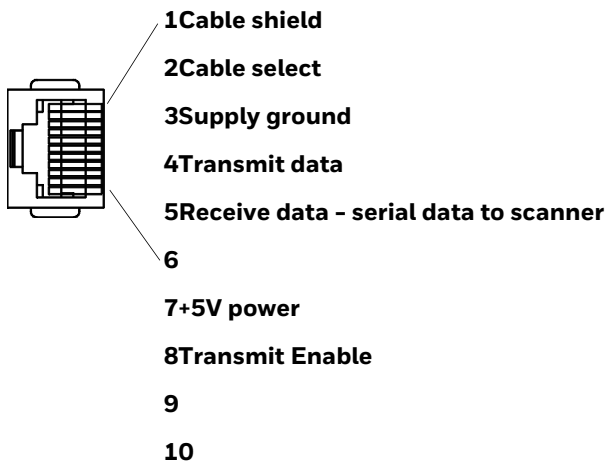 1Cable shield
2Cable select
3Supply ground
4Transmit data
5Receive data – serial data to scanner
6
7+5V power
8Transmit Enable
9
10